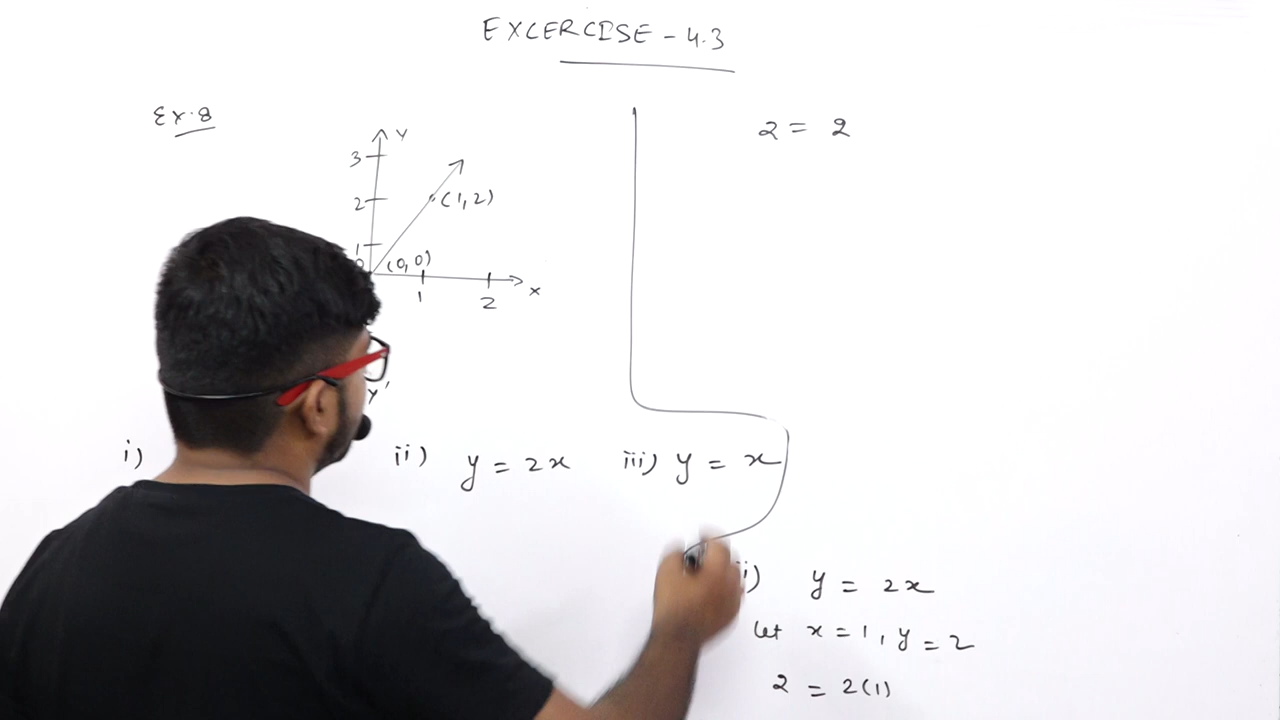 EXCERCISE - 4.3
Ex.8
Y
3
2
(1,2)
1
0
(0,0)
1
2
x
Y'
i)
ii) y = 2x
iii) y = x
2 = 2
i) y = 2x
Let x = 1, y = 2
2 = 2(1)